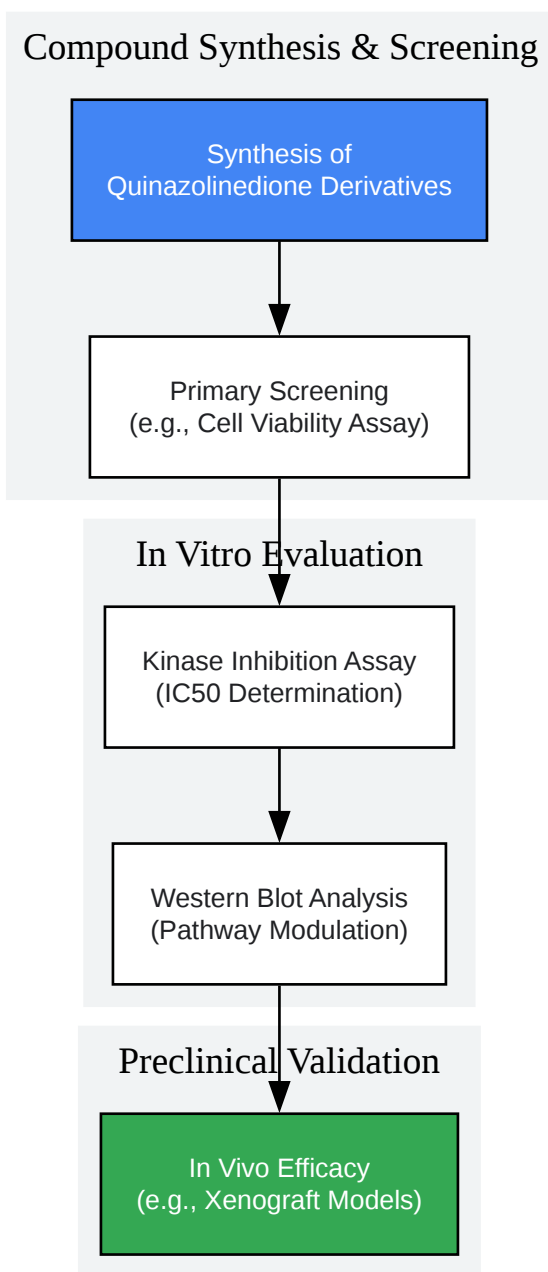 Compound Synthesis & Screening
Synthesis of
Quinazolinedione Derivatives
Primary Screening
(e.g., Cell Viability Assay)
In Vitro Evaluation
Kinase Inhibition Assay
(IC50 Determination)
Western Blot Analysis
(Pathway Modulation)
Preclinical Validation
In Vivo Efficacy
(e.g., Xenograft Models)